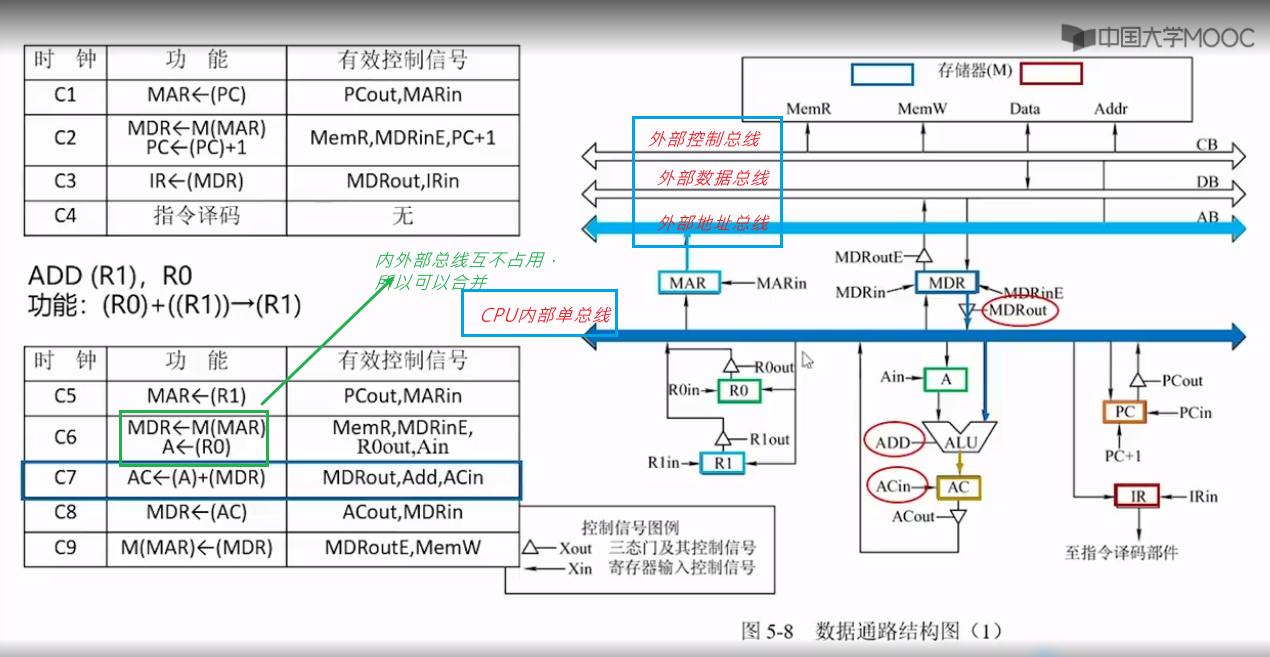 中国大学MOOC
时 钟 功 能 有效控制信号
C1 MAR←(PC) PCout,MARin
C2 MDR←M(MAR) PC←(PC)+1 MemR,MDRinE,PC+1
C3 IR←(MDR) MDRout,IRin
C4 指令译码 无
ADD (R1)，R0
功能：(R0)+((R1))→(R1)
内外部总线互不占用，
所以可以合并
时 钟 功 能 有效控制信号
C5 MAR←(R1) PCout,MARin
C6 MDR←M(MAR) A←(R0) MemR,MDRinE, R0out,Ain
C7 AC←(A)+(MDR) MDRout,Add,ACin
C8 MDR←(AC) ACout,MDRin
C9 M(MAR)←(MDR) MDRoutE,MemW
存储器(M)
MemR MemW Data Addr
外部控制总线
CB
外部数据总线
DB
外部地址总线
AB
MDRoutE
MAR
MARin
MDRin
MDR
MDRinE
MDRout
CPU内部单总线
R0out
R0in
R0
R1out
R1in
R1
Ain
A
ADD
ALU
ACin
AC
ACout
PCout
PC
PCin
PC+1
IR
IRin
至指令译码部件
控制信号图例
Xout 三态门及其控制信号
Xin 寄存器输入控制信号
图 5-8 数据通路结构图（1）